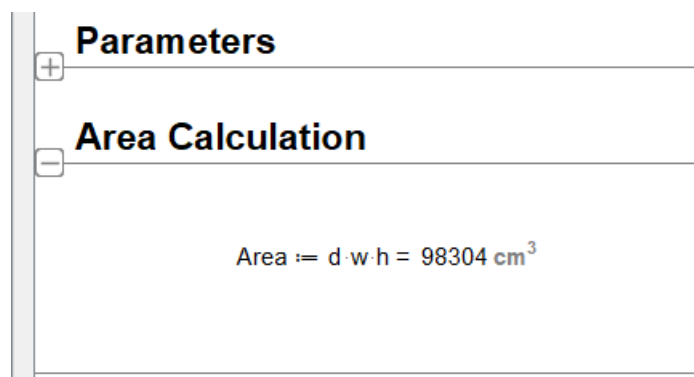 Parameters
Area Calculation
Area := d·w·h = 98304 cm³